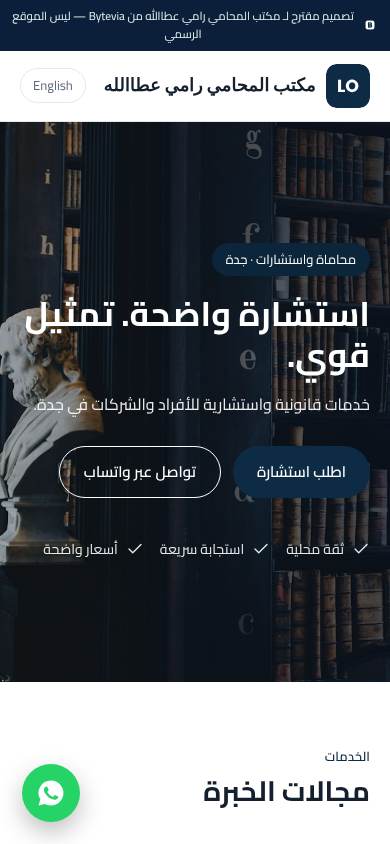 تصميم مقترح لـ مكتب المحامي رامي عطاالله من Bytevia — ليس الموقع
الرسمي
B
LO
مكتب المحامي رامي عطاالله
English
k
i
h
g
g
f
e
d
c
محاماة واستشارات · جدة
استشارة واضحة. تمثيل
قوي.
خدمات قانونية واستشارية للأفراد والشركات في جدة.
اطلب استشارة
تواصل عبر واتساب
ثقة محلية
استجابة سريعة
أسعار واضحة
الخدمات
مجالات الخبرة